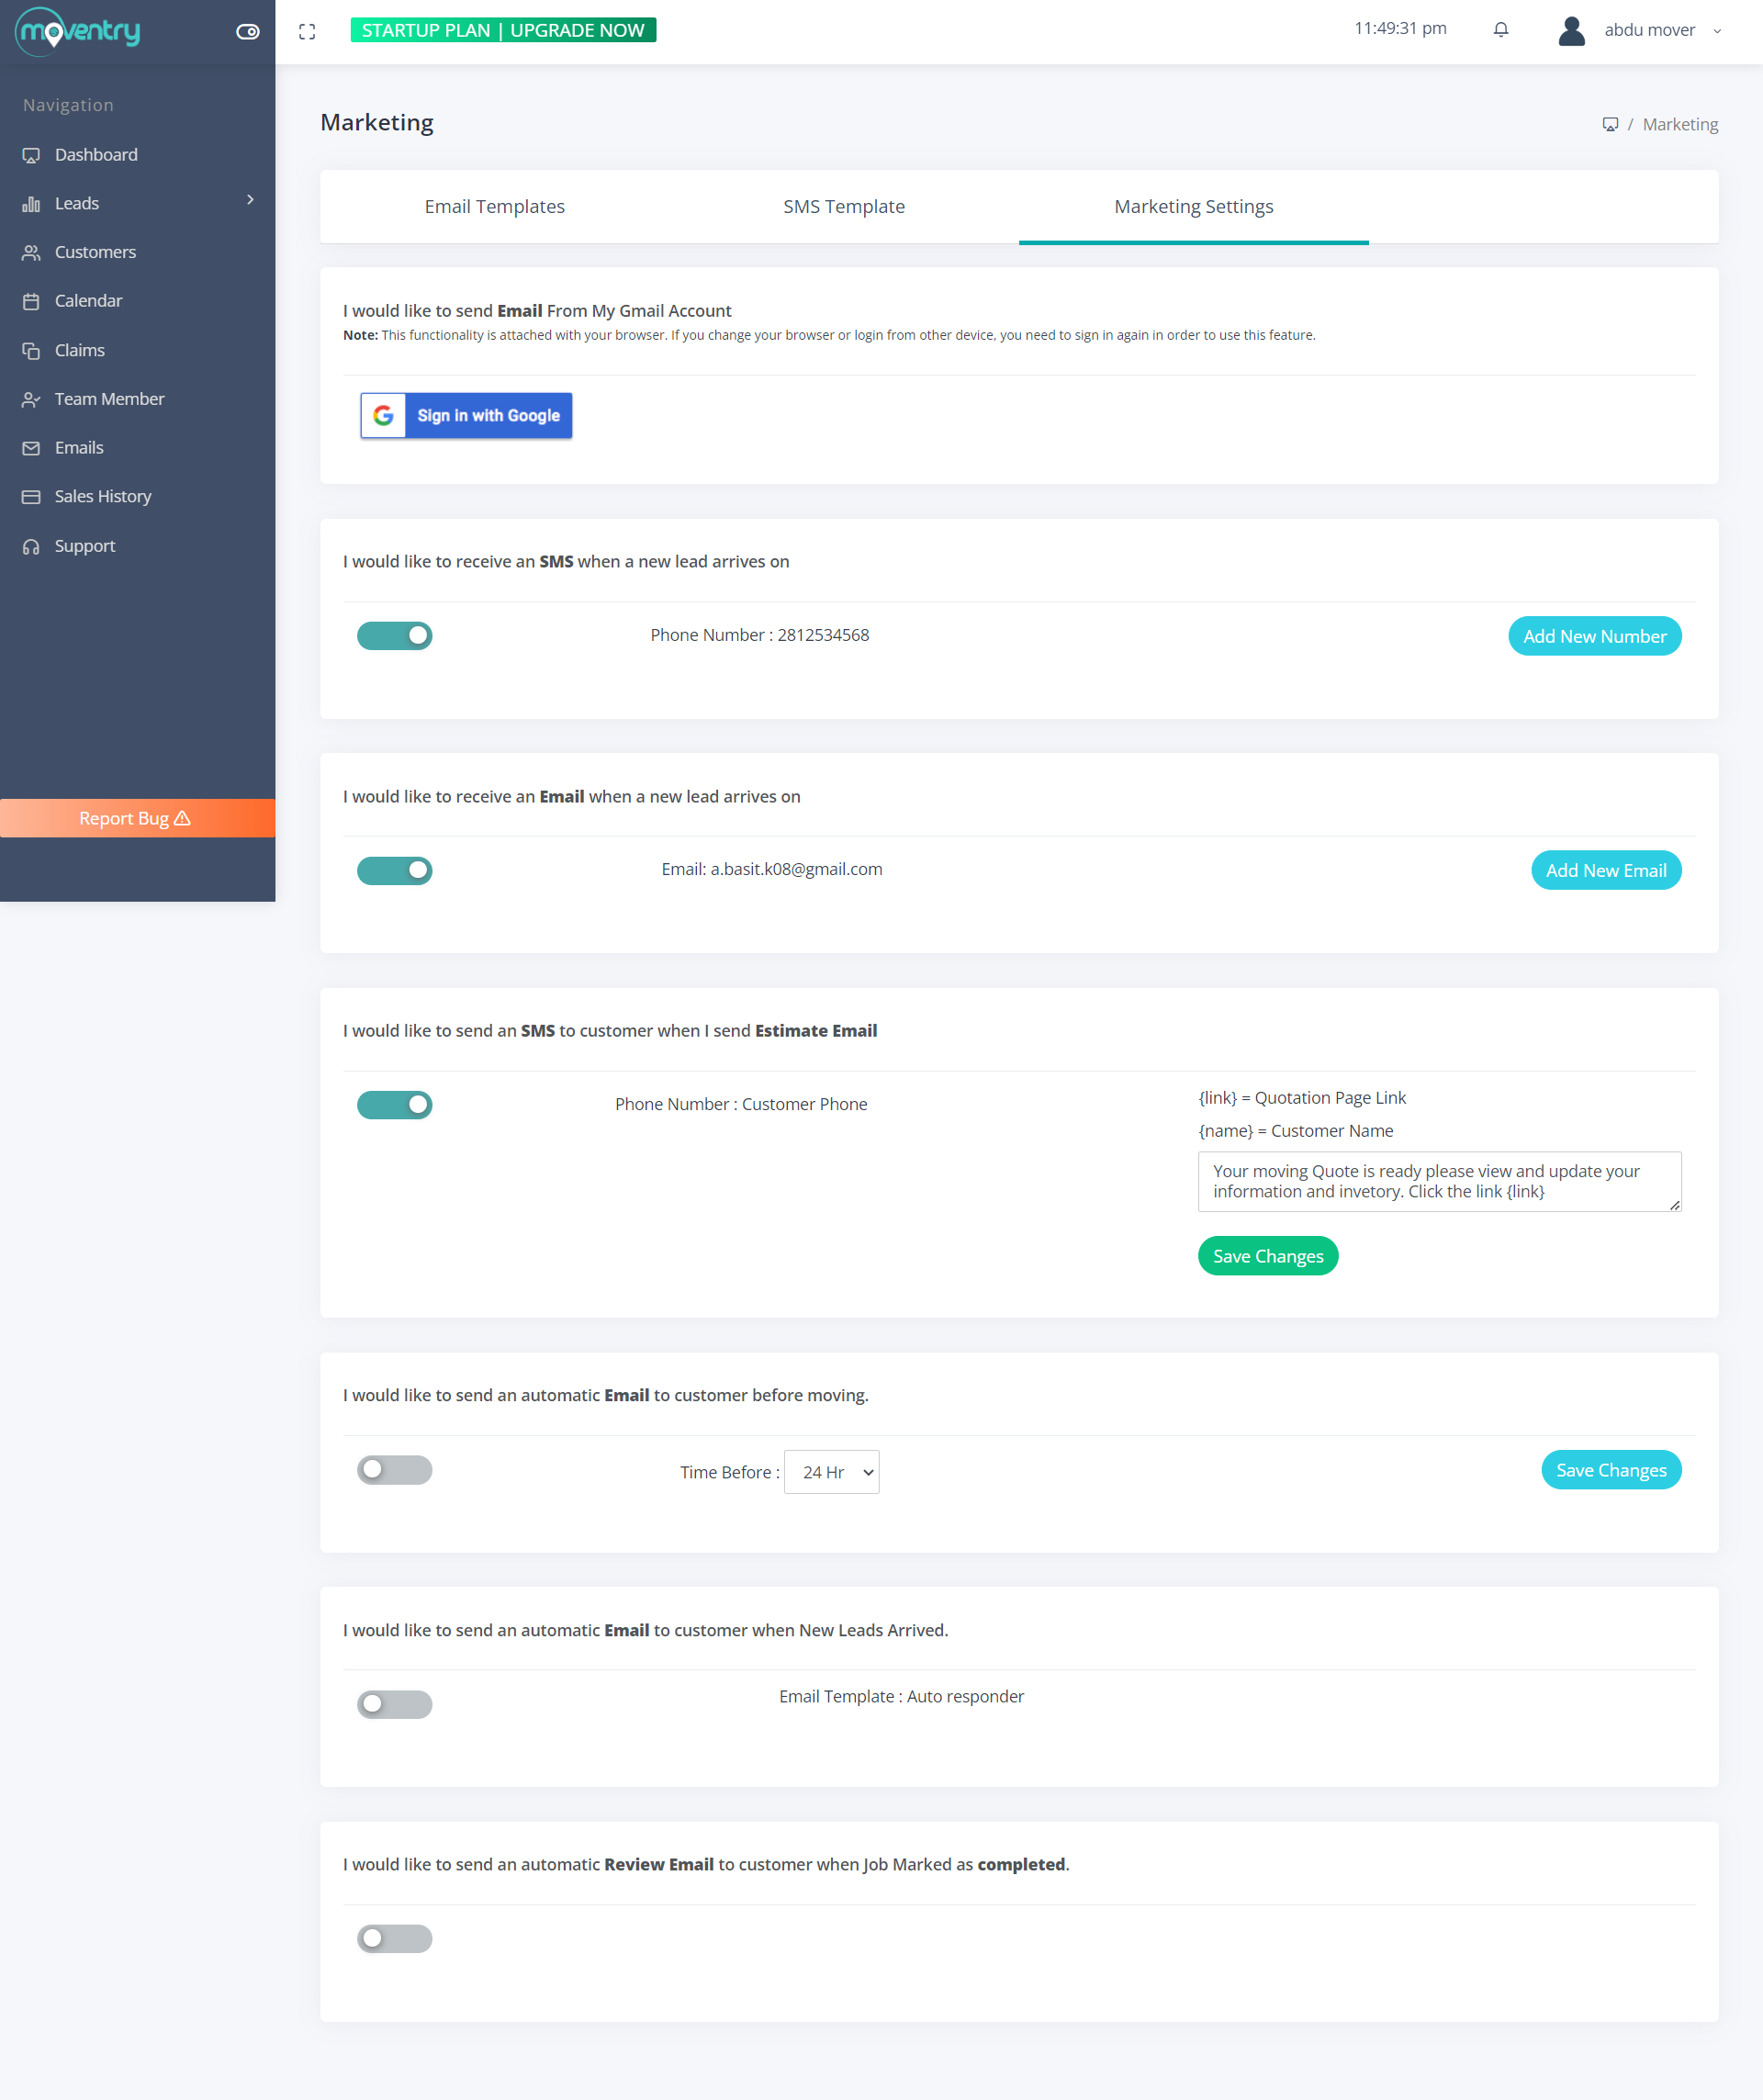 moventry
STARTUP PLAN | UPGRADE NOW
11:49:31 pm
abdu mover
Navigation
Dashboard
Leads
Customers
Calendar
Claims
Team Member
Emails
Sales History
Support
Report Bug
Marketing
/ Marketing
Email Templates
SMS Template
Marketing Settings
I would like to send Email From My Gmail Account
Note: This functionality is attached with your browser. If you change your browser or login from other device, you need to sign in again in order to use this feature.
Sign in with Google
I would like to receive an SMS when a new lead arrives on
Phone Number : 2812534568
Add New Number
I would like to receive an Email when a new lead arrives on
Email: a.basit.k08@gmail.com
Add New Email
I would like to send an SMS to customer when I send Estimate Email
Phone Number : Customer Phone
{link} = Quotation Page Link
{name} = Customer Name
Your moving Quote is ready please view and update your
information and invetory. Click the link {link}
Save Changes
I would like to send an automatic Email to customer before moving.
Time Before : 24 Hr
Save Changes
I would like to send an automatic Email to customer when New Leads Arrived.
Email Template : Auto responder
I would like to send an automatic Review Email to customer when Job Marked as completed.